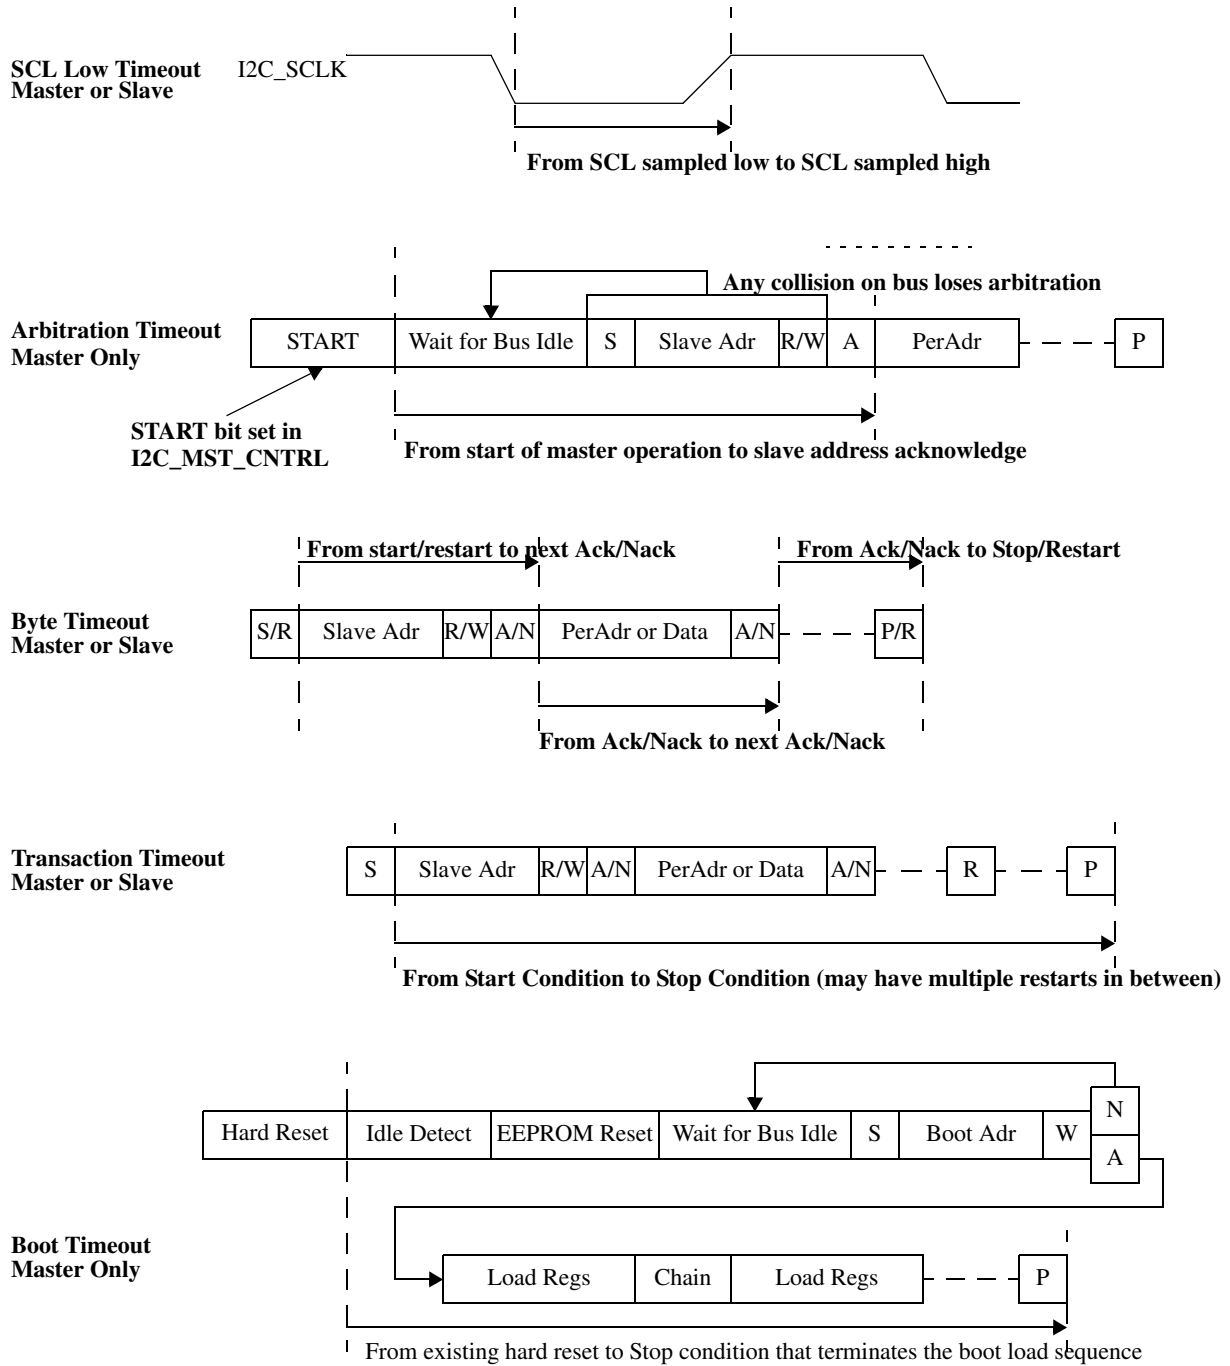 SCL Low Timeout
Master or Slave
I2C_SCLK
From SCL sampled low to SCL sampled high
Any collision on bus loses arbitration
Arbitration Timeout
Master Only
START Wait for Bus Idle S Slave Adr R/W A PerAdr P
START bit set in
I2C_MST_CNTRL
From start of master operation to slave address acknowledge
From start/restart to next Ack/Nack
From Ack/Nack to Stop/Restart
Byte Timeout
Master or Slave
S/R Slave Adr R/W A/N PerAdr or Data A/N P/R
From Ack/Nack to next Ack/Nack
Transaction Timeout
Master or Slave
S Slave Adr R/W A/N PerAdr or Data A/N R P
From Start Condition to Stop Condition (may have multiple restarts in between)
Hard Reset Idle Detect EEPROM Reset Wait for Bus Idle S Boot Adr W
N
A
Boot Timeout
Master Only
Load Regs Chain Load Regs P
From existing hard reset to Stop condition that terminates the boot load sequence